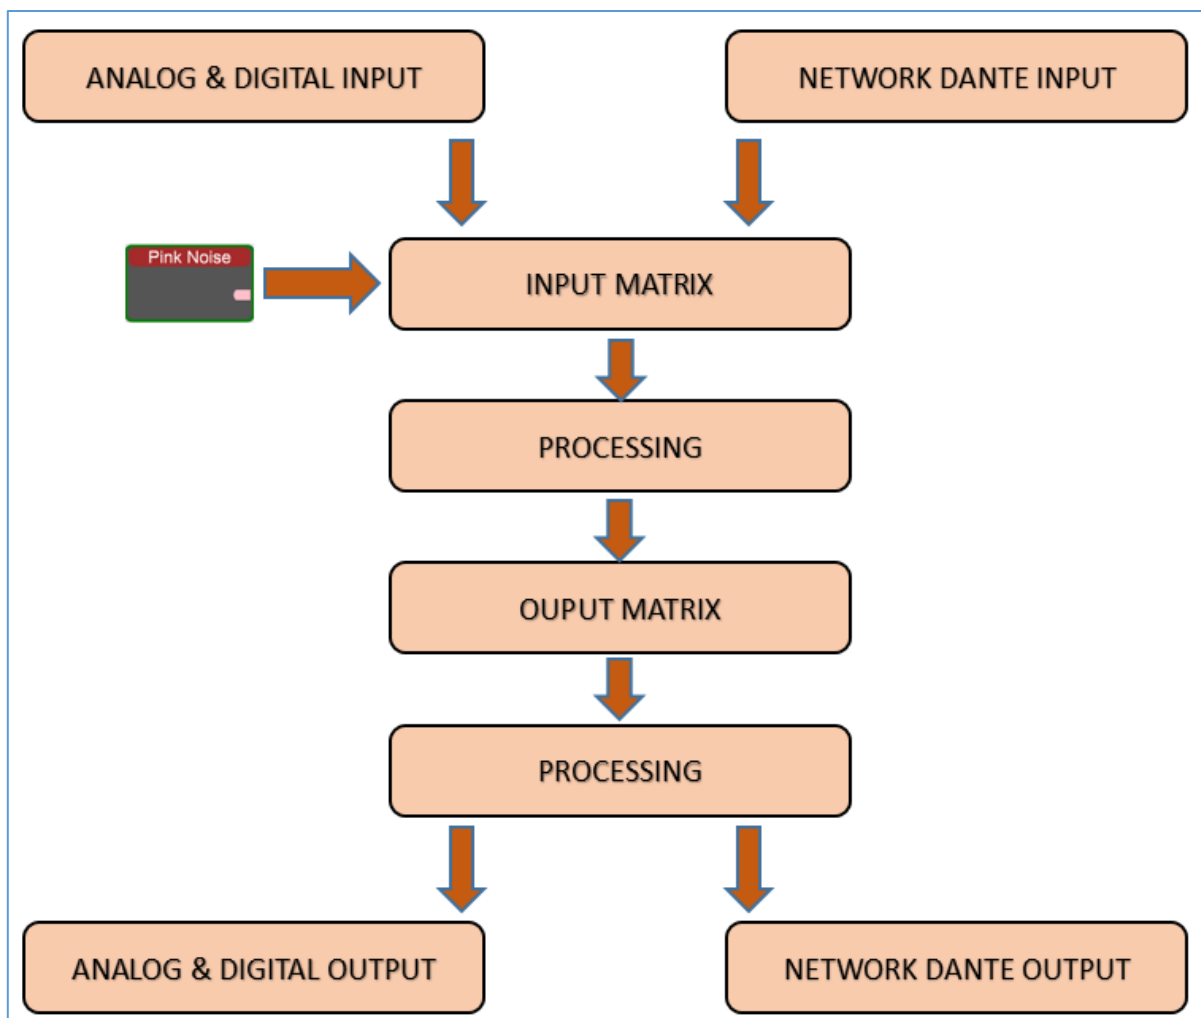 ANALOG & DIGITAL INPUT
NETWORK DANTE INPUT
Pink Noise
INPUT MATRIX
PROCESSING
OUPUT MATRIX
PROCESSING
ANALOG & DIGITAL OUTPUT
NETWORK DANTE OUTPUT